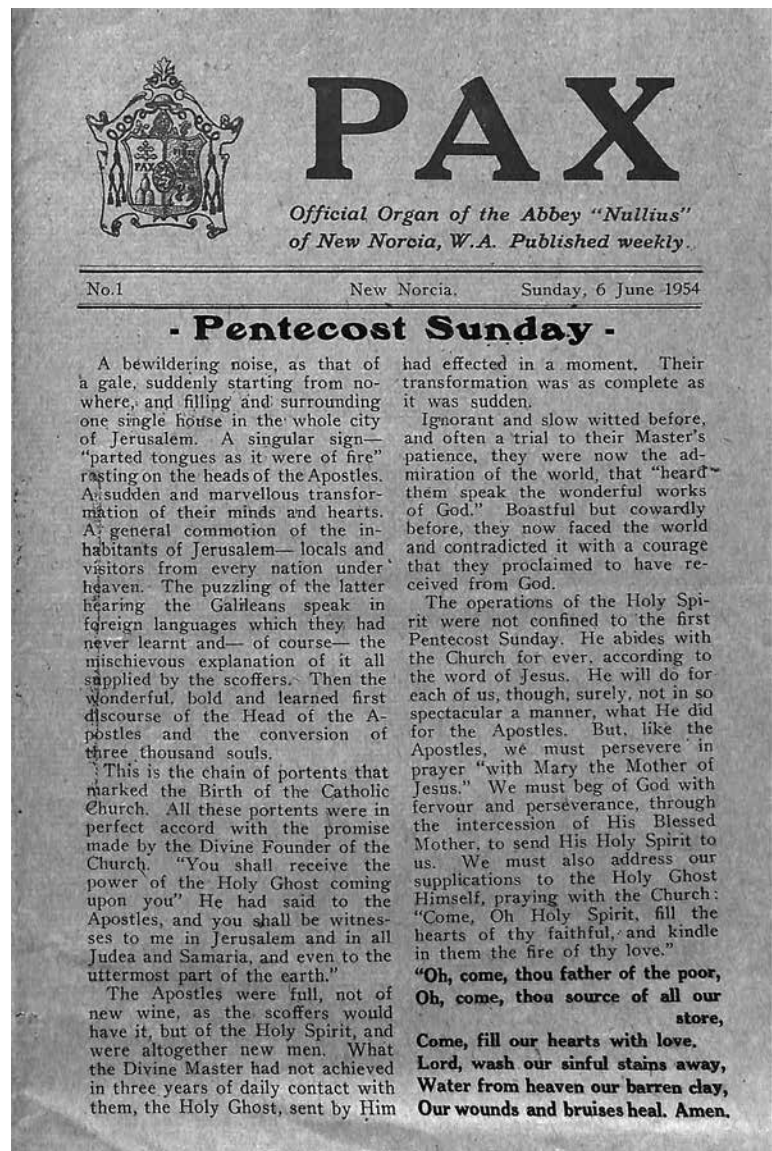 PAX
PAX
Official Organ of the Abbey "Nullius"
of New Norcia, W.A. Published weekly.
No.1 New Norcia. Sunday, 6 June 1954
- Pentecost Sunday -
A bewildering noise, as that of
a gale, suddenly starting from no-
where, and filling and surrounding
one single house in the whole city
of Jerusalem. A singular sign—
"parted tongues as it were of fire"
rasting on the heads of the Apostles.
A sudden and marvellous transfor-
mation of their minds and hearts.
A general commotion of the in-
habitants of Jerusalem— locals and
visitors from every nation under
heaven. The puzzling of the latter
hearing the Galileans speak in
foreign languages which they had
never learnt and— of course— the
mischievous explanation of it all
supplied by the scoffers. Then the
wonderful, bold and learned first
discourse of the Head of the A-
postles and the conversion of
three thousand souls.
This is the chain of portents that
marked the Birth of the Catholic
Church. All these portents were in
perfect accord with the promise
made by the Divine Founder of the
Church. "You shall receive the
power of the Holy Ghost coming
upon you" He had said to the
Apostles, and you shall be witnes-
ses to me in Jerusalem and in all
Judea and Samaria, and even to the
uttermost part of the earth."
The Apostles were full, not of
new wine, as the scoffers would
have it, but of the Holy Spirit, and
were altogether new men. What
the Divine Master had not achieved
in three years of daily contact with
them, the Holy Ghost, sent by Him
had effected in a moment. Their
transformation was as complete as
it was sudden.
Ignorant and slow witted before,
and often a trial to their Master's
patience, they were now the ad-
miration of the world, that "heard
them speak the wonderful works
of God." Boastful but cowardly
before, they now faced the world
and contradicted it with a courage
that they proclaimed to have re-
ceived from God.
The operations of the Holy Spi-
rit were not confined to the first
Pentecost Sunday. He abides with
the Church for ever, according to
the word of Jesus. He will do for
each of us, though, surely, not in so
spectacular a manner, what He did
for the Apostles. But, like the
Apostles, we must persevere in
prayer "with Mary the Mother of
Jesus." We must beg of God with
fervour and perseverance, through
the intercession of His Blessed
Mother, to send His Holy Spirit to
us. We must also address our
supplications to the Holy Ghost
Himself, praying with the Church:
"Come, Oh Holy Spirit, fill the
hearts of thy faithful, and kindle
in them the fire of thy love."
"Oh, come, thou father of the poor,
Oh, come, thou source of all our
store,
Come, fill our hearts with love.
Lord, wash our sinful stains away,
Water from heaven our barren clay,
Our wounds and bruises heal. Amen.